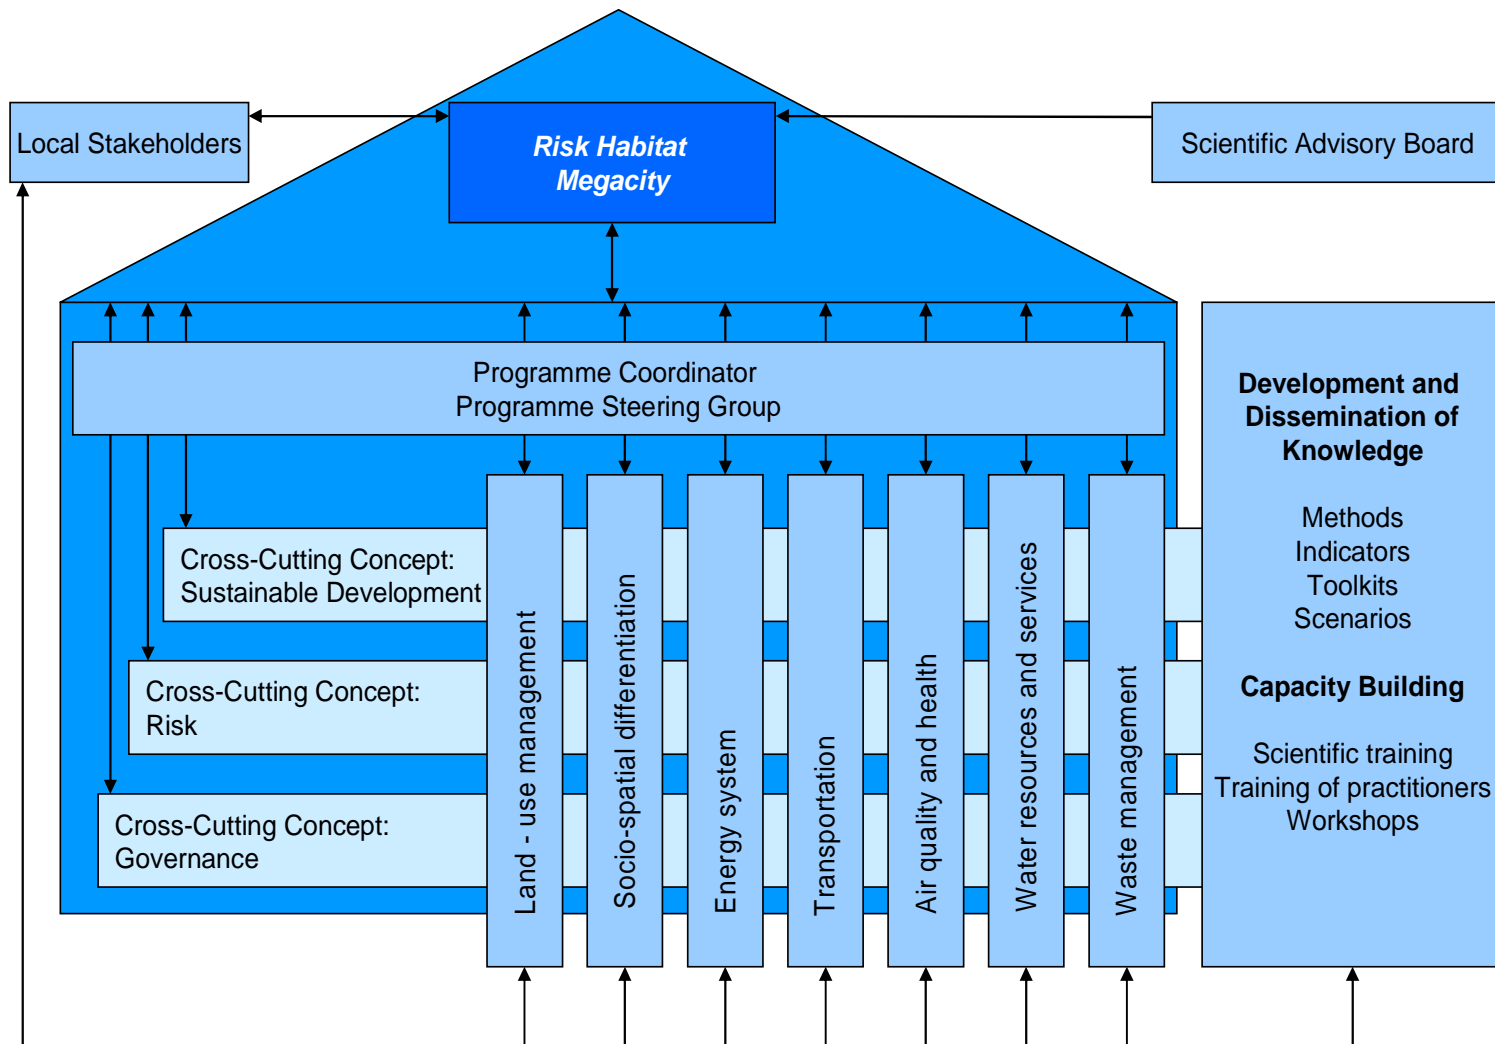 Local Stakeholders
Risk Habitat
Megacity
Scientific Advisory Board
Programme Coordinator
Programme Steering Group
Cross-Cutting Concept:
Sustainable Development
Cross-Cutting Concept:
Risk
Cross-Cutting Concept:
Governance
Land - use management
Socio-spatial differentiation
Energy system
Transportation
Air quality and health
Water resources and services
Waste management
Development and
Dissemination of
Knowledge
Methods
Indicators
Toolkits
Scenarios
Capacity Building
Scientific training
Training of practitioners
Workshops